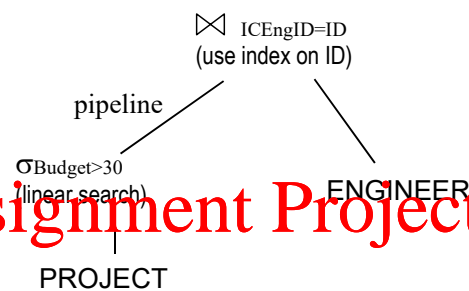 ⋈ ICEngID=ID
(use index on ID)
pipeline
σBudget>30
(linear search)
ENGINEER
signment Project
PROJECT